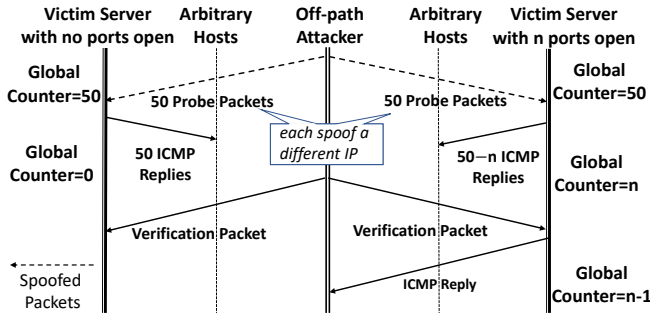 Victim Server
with no ports open
Arbitrary
Hosts
Off-path
Attacker
Arbitrary
Hosts
Victim Server
with n ports open
Global
Counter=50
Global
Counter=50
50 Probe Packets
50 Probe Packets
each spoof a
different IP
50 ICMP
Replies
50−n ICMP
Replies
Global
Counter=0
Global
Counter=n
Verification Packet
Verification Packet
Spoofed
Packets
ICMP Reply
Global
Counter=n-1